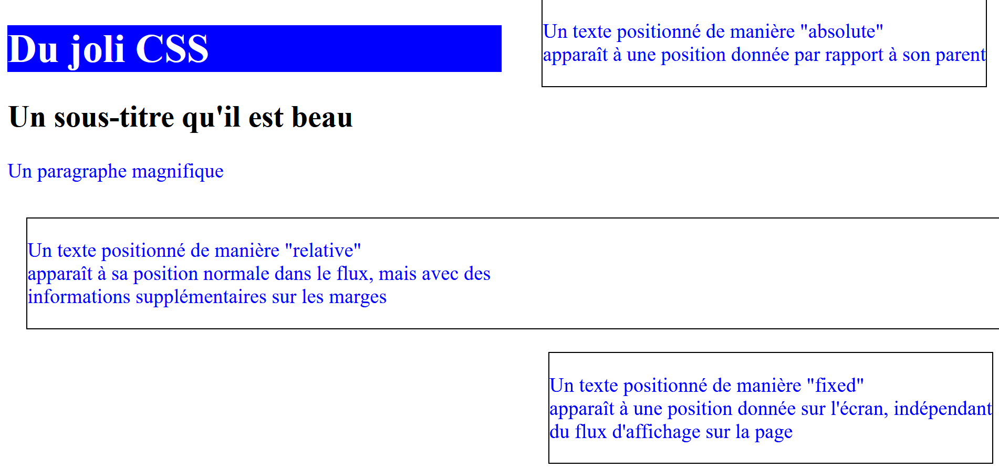 Du joli CSS
Un texte positionné de manière "absolute"
apparaît à une position donnée par rapport à son parent
Un sous-titre qu'il est beau
Un paragraphe magnifique
Un texte positionné de manière "relative"
apparaît à sa position normale dans le flux, mais avec des
informations supplémentaires sur les marges
Un texte positionné de manière "fixed"
apparaît à une position donnée sur l'écran, indépendant
du flux d'affichage sur la page